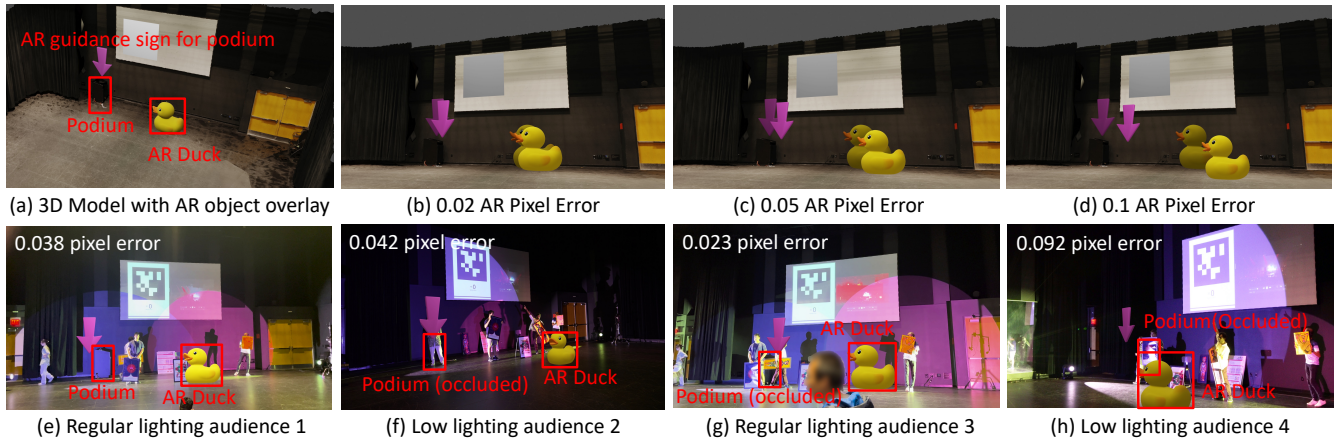 AR guidance sign for podium
Podium
AR Duck
(a) 3D Model with AR object overlay
(b) 0.02 AR Pixel Error
(c) 0.05 AR Pixel Error
(d) 0.1 AR Pixel Error
0.038 pixel error
Podium
AR Duck
0.042 pixel error
Podium (occluded)
AR Duck
0.023 pixel error
AR Duck
Podium (occluded)
0.092 pixel error
Podium(Occluded)
AR Duck
(e) Regular lighting audience 1
(f) Low lighting audience 2
(g) Regular lighting audience 3
(h) Low lighting audience 4